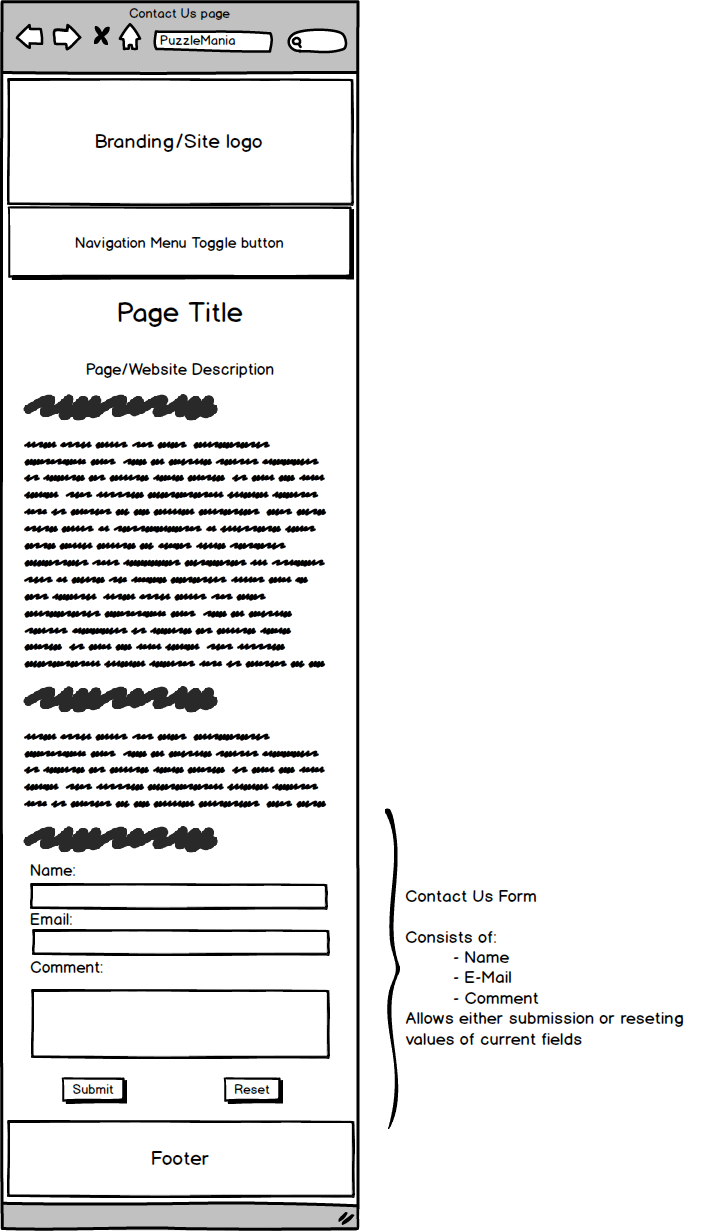 Contact Us page
PuzzleMania
Branding/Site logo
Navigation Menu Toggle button
Page Title
Page/Website Description
Name:
Email:
Comment:
Submit
Reset
Footer
Contact Us Form
Consists of:
- Name
- E-Mail
- Comment
Allows either submission or reseting
values of current fields